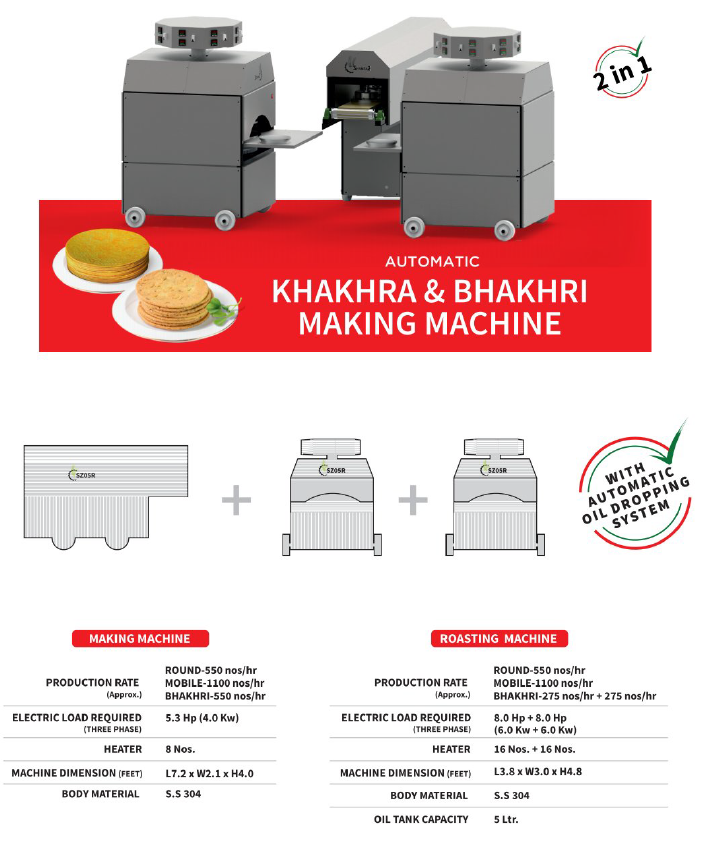 2 in 1
AUTOMATIC
KHAKHRA & BHAKHRI
MAKING MACHINE
SZ05R
+
SZ05R
+
SZ05R
WITH
AUTOMATIC
OIL DROPPING
SYSTEM
MAKING MACHINE
PRODUCTION RATE
(Approx.)
ROUND-550 nos/hr
MOBILE-1100 nos/hr
BHAKHRI-550 nos/hr
ELECTRIC LOAD REQUIRED
(THREE PHASE)
5.3 Hp (4.0 Kw)
HEATER 8 Nos.
MACHINE DIMENSION (FEET) L7.2 x W2.1 x H4.0
BODY MATERIAL S.S 304
ROASTING MACHINE
PRODUCTION RATE
(Approx.)
ROUND-550 nos/hr
MOBILE-1100 nos/hr
BHAKHRI-275 nos/hr + 275 nos/hr
ELECTRIC LOAD REQUIRED
(THREE PHASE)
8.0 Hp + 8.0 Hp
(6.0 Kw + 6.0 Kw)
HEATER 16 Nos. + 16 Nos.
MACHINE DIMENSION (FEET) L3.8 x W3.0 x H4.8
BODY MATERIAL S.S 304
OIL TANK CAPACITY 5 Ltr.